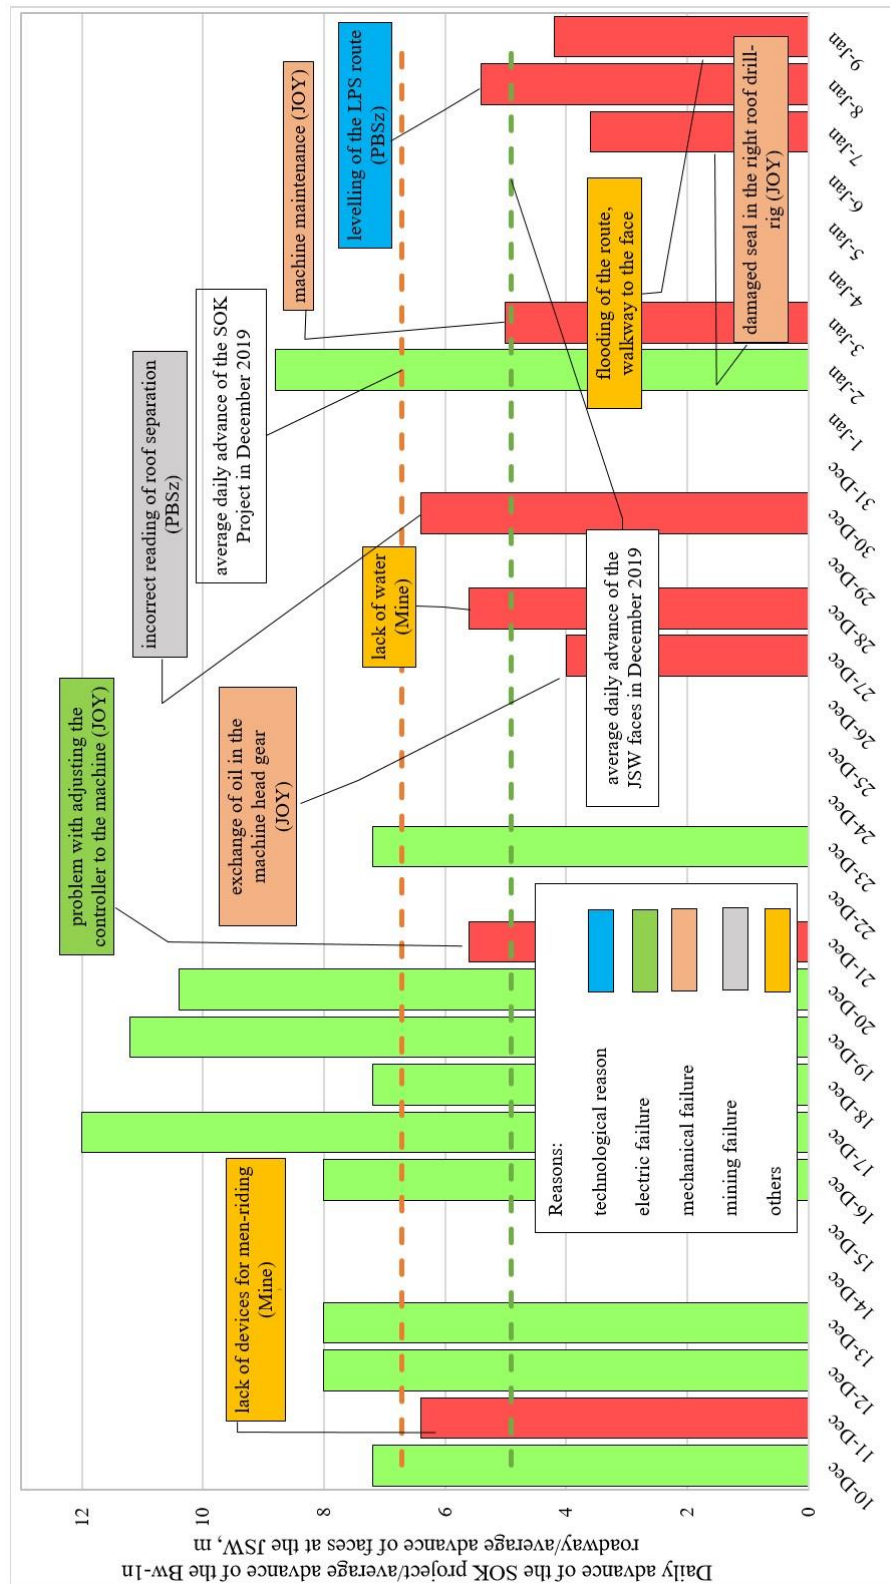 Daily advance of the SOK project/average advance of the Bw-1n
roadway/average advance of faces at the JSW, m
12
10
8
6
4
2
0
problem with adjusting the
controller to the machine (JOY)
incorrect reading of roof separation
(PBSz)
average daily advance of the SOK
Project in December 2019
machine maintenance (JOY)
levelling of the LPS route
(PBSz)
lack of devices for men-riding
(Mine)
exchange of oil in the
machine head gear
(JOY)
lack of water
(Mine)
average daily advance of the
JSW faces in December 2019
flooding of the route,
walkway to the face
damaged seal in the right roof drill-
rig (JOY)
Reasons:
technological reason
electric failure
mechanical failure
mining failure
others
10-Dec
11-Dec
12-Dec
13-Dec
14-Dec
15-Dec
16-Dec
17-Dec
18-Dec
19-Dec
20-Dec
21-Dec
22-Dec
23-Dec
24-Dec
25-Dec
26-Dec
27-Dec
28-Dec
29-Dec
30-Dec
31-Dec
1-Jan
2-Jan
3-Jan
4-Jan
5-Jan
6-Jan
7-Jan
8-Jan
9-Jan